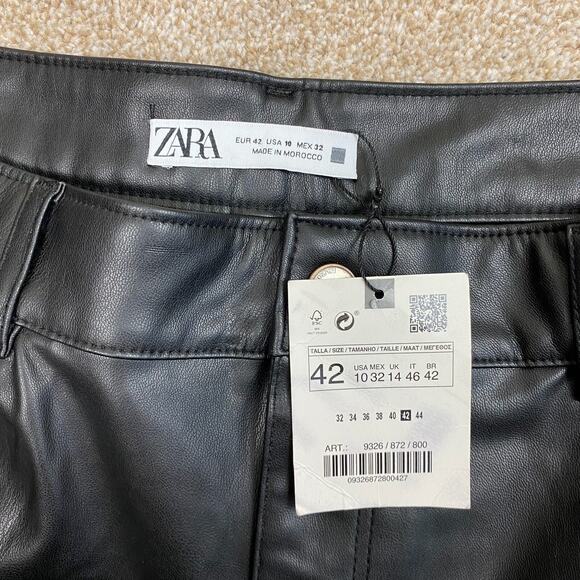 ZARA
EUR 42 USA 10 MEX 32
MADE IN MOROCCO
FSC
TALLA / SIZE / TAMANHO / TAILLE / MAAT / ΜΕΓΕΘΟΣ
42
USA MEX UK IT BR
10 32 14 46 42
32 34 36 38 40 42 44
ART.: 9326 / 872 / 800
09326872800427